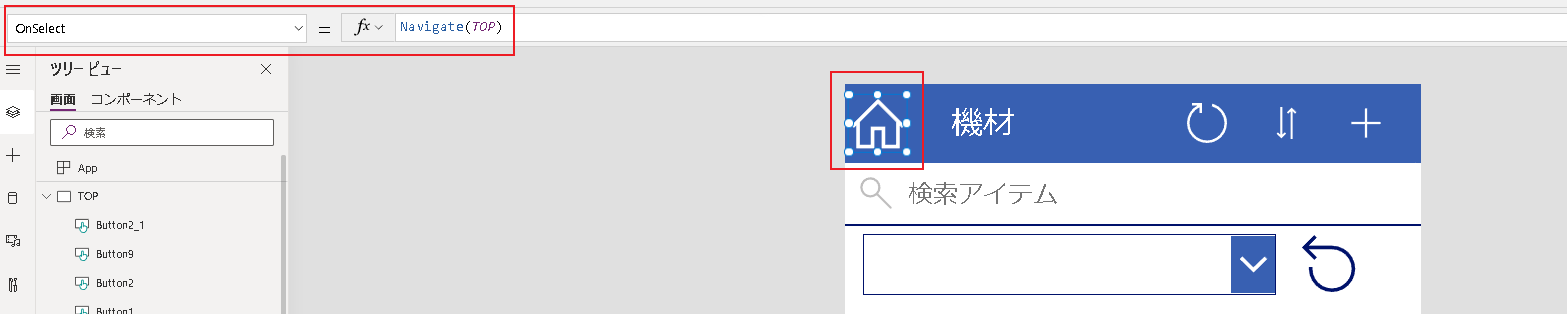 OnSelect = fx Navigate(TOP)
ツリー ビュー
画面 コンポーネント
検索
App
TOP
Button2_1
Button9
Button2
Button1
機材
検索アイテム